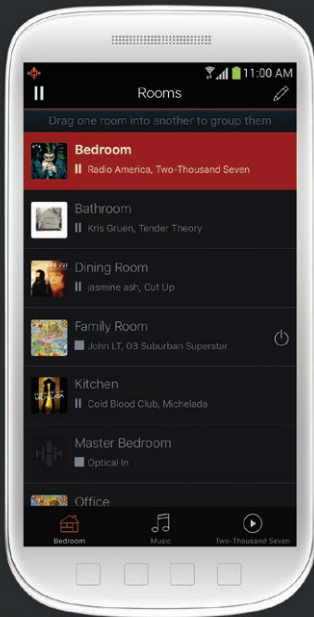 11:00 AM
Rooms
Drag one room into another to group them
Bedroom
Radio America, Two-Thousand Seven
Bathroom
Kris Gruen, Tender Theory
Dining Room
jasmine ash, Cut Up
Family Room
John LT, 03 Suburban Superstar
Kitchen
Cold Blood Club, Michelada
Master Bedroom
Optical In
Office
Bedroom
Music
Two-Thousand Seven